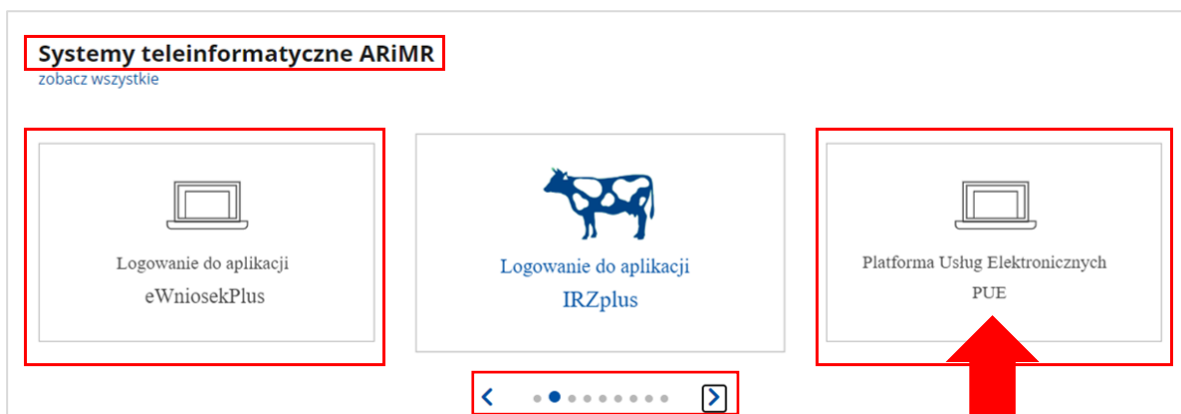 Systemy teleinformatyczne ARiMR
zobacz wszystkie
Logowanie do aplikacji
eWniosekPlus
Logowanie do aplikacji
IRZplus
Platforma Usług Elektronicznych
PUE